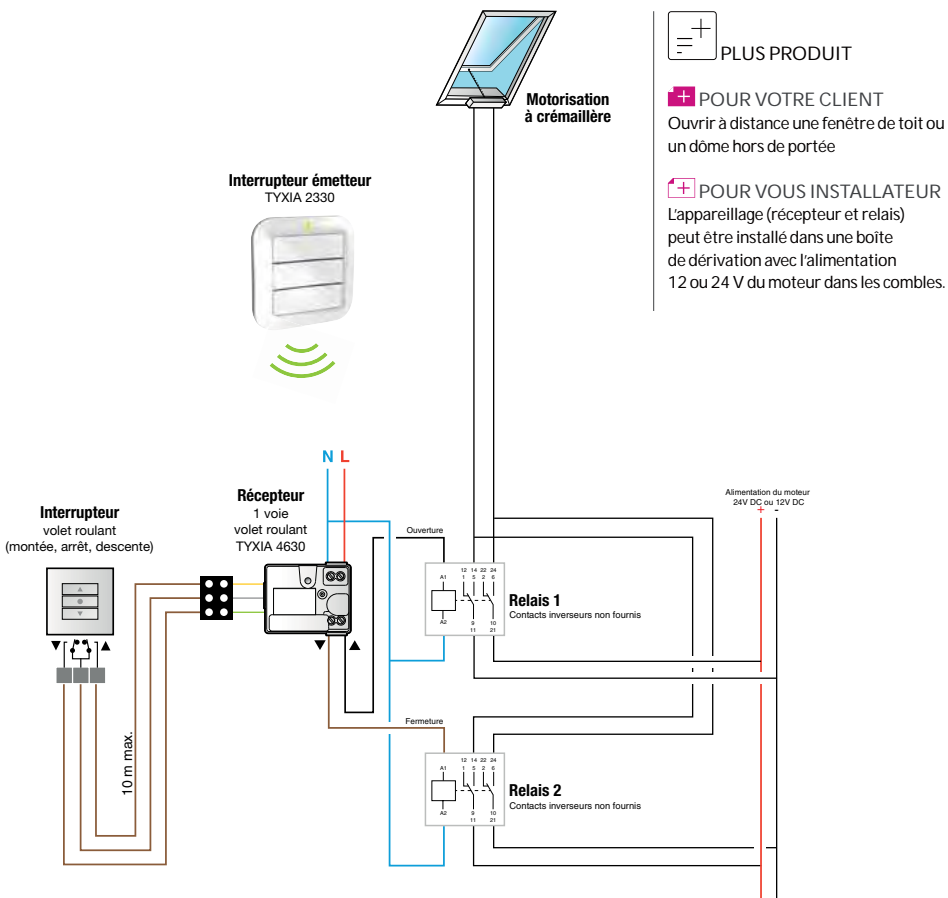 PLUS PRODUIT
POUR VOTRE CLIENT
Ouvrir à distance une fenêtre de toit ou
un dôme hors de portée
POUR VOUS INSTALLATEUR
L'appareillage (récepteur et relais)
peut être installé dans une boîte
de dérivation avec l'alimentation
12 ou 24 V du moteur dans les combles.
Motorisation
à crémaillère
Interrupteur émetteur
TYXIA 2330
N L
Interrupteur
volet roulant
(montée, arrêt, descente)
Récepteur
1 voie
volet roulant
TYXIA 4630
Alimentation du moteur
24V DC ou 12V DC
+ -
Ouverture
12 14 22 24
A1 1 5 2 6
A2 9 10
11 21
Relais 1
Contacts inverseurs non fournis
10 m max.
Fermeture
12 14 22 24
A1 1 5 2 6
A2 9 10
11 21
Relais 2
Contacts inverseurs non fournis